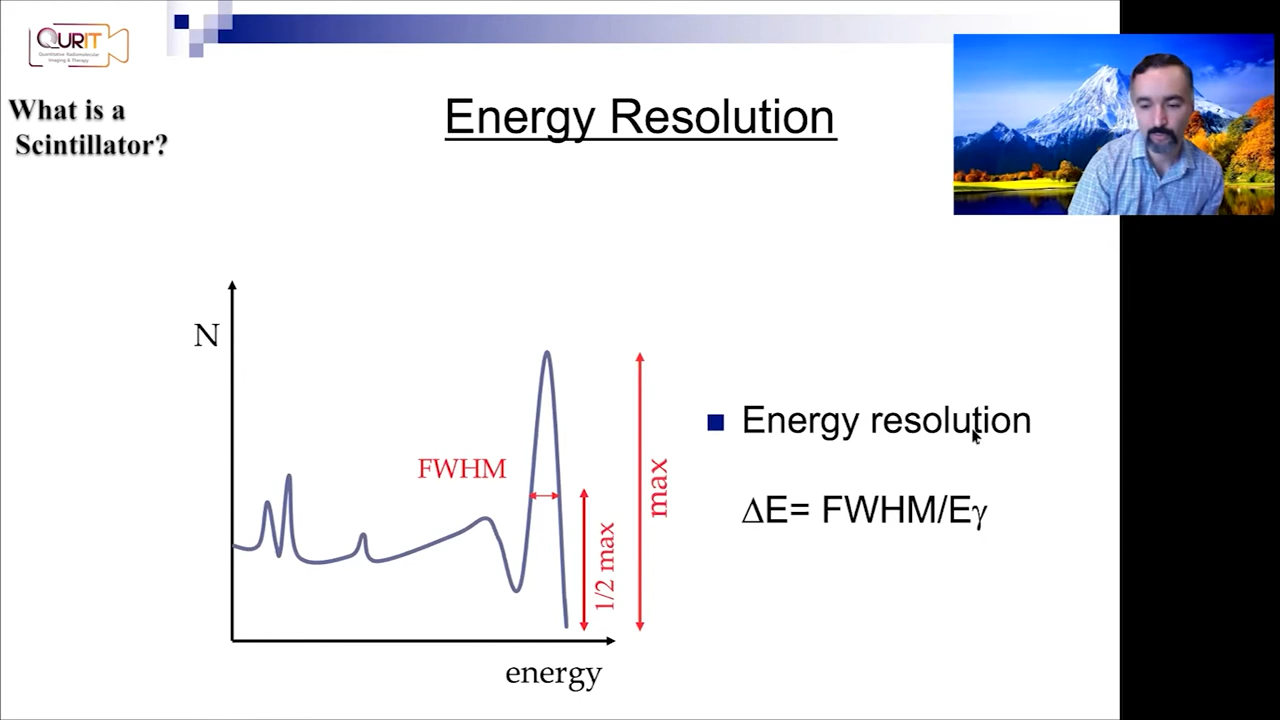 QURIT
Quantitative Radiomolecular
Imaging & Therapy
What is a
Scintillator?
Energy Resolution
N
FWHM
1/2 max
max
energy
Energy resolution
ΔE= FWHM/Eγ